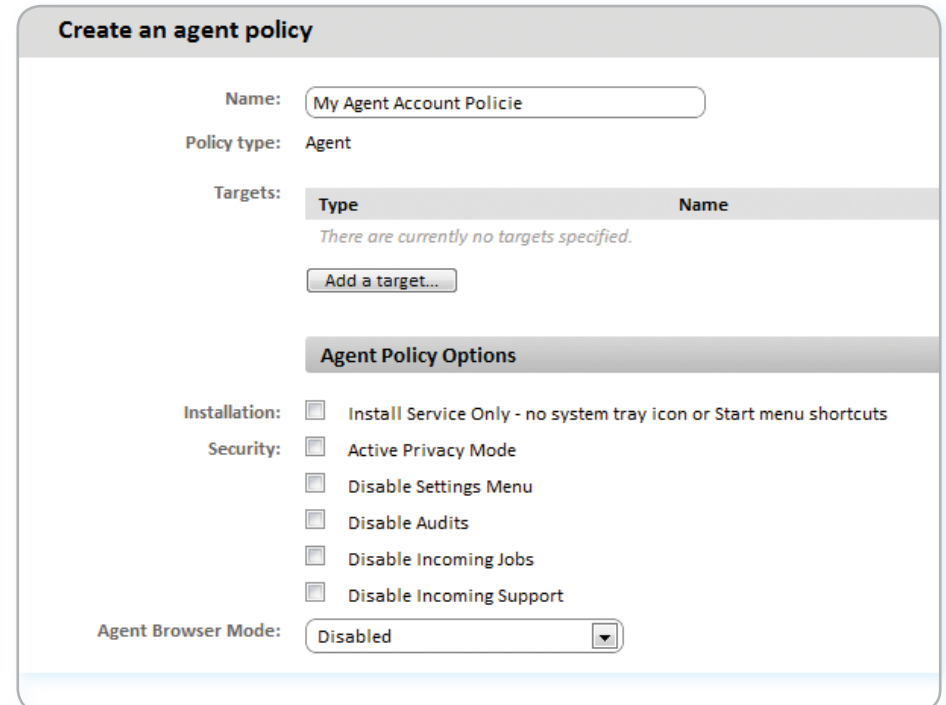 Create an agent policy
Name: My Agent Account Policie
Policy type: Agent
Targets:
Type Name
There are currently no targets specified.
Add a target...
Agent Policy Options
Installation: Install Service Only - no system tray icon or Start menu shortcuts
Security: Active Privacy Mode
Disable Settings Menu
Disable Audits
Disable Incoming Jobs
Disable Incoming Support
Agent Browser Mode: Disabled